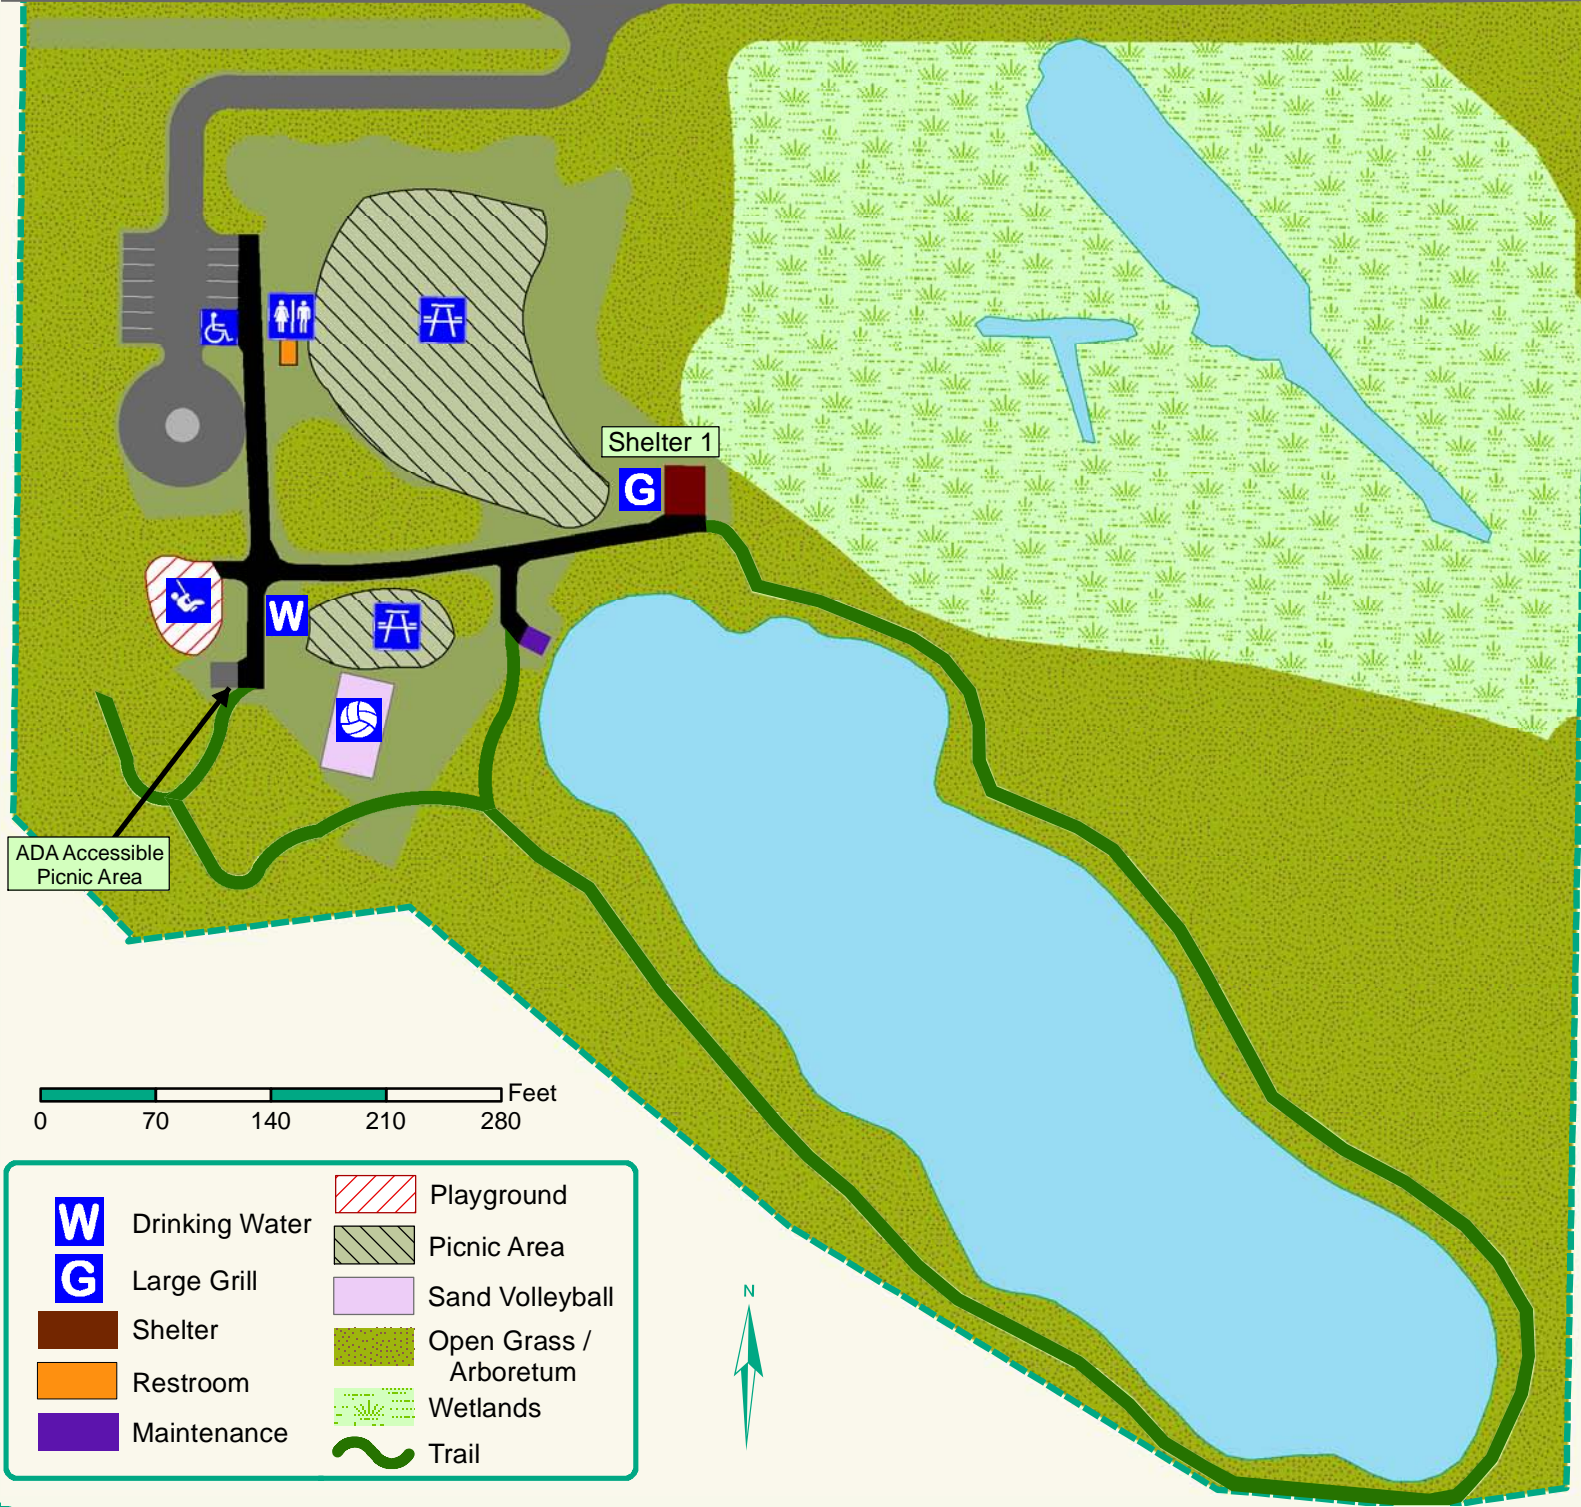 Shelter 1
G
W
ADA Accessible
Picnic Area
Feet
0 70 140 210 280
W Drinking Water
G Large Grill
Shelter
Restroom
Maintenance
Playground
Picnic Area
Sand Volleyball
Open Grass /
Arboretum
Wetlands
Trail
N